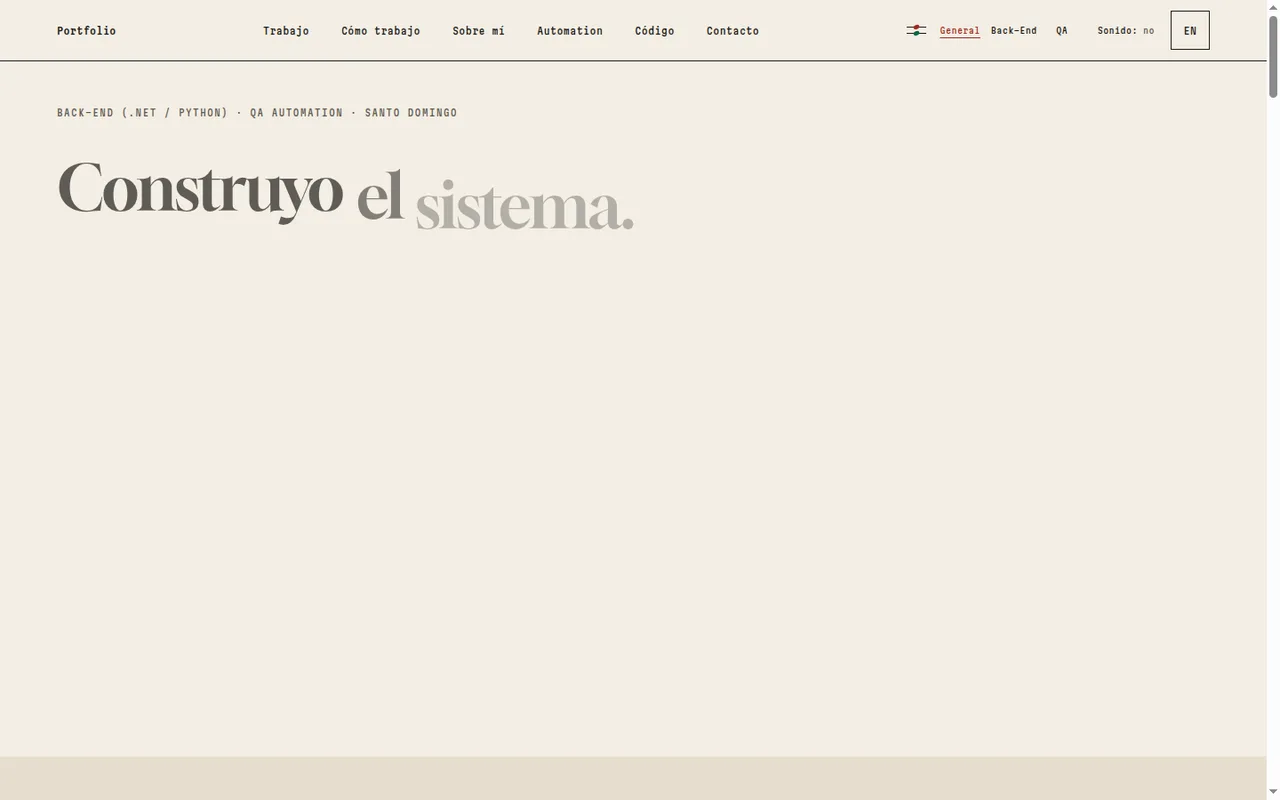 Portfolio Trabajo Cómo trabajo Sobre mí Automation Código Contacto General Back-End QA Sonido: no EN
BACK-END (.NET / PYTHON) · QA AUTOMATION · SANTO DOMINGO
Construyo el sistema.